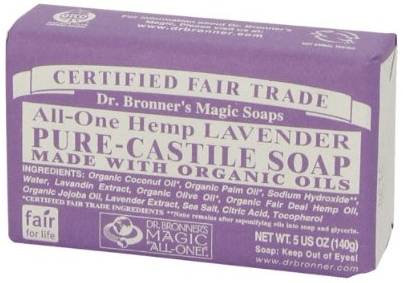 For more information about Dr. Bronner's
Magic, Please visit us at
www.drbronner.com
NOT ANIMAL TESTED
CERTIFIED FAIR TRADE
Dr. Bronner's Magic Soaps
All-One Hemp LAVENDER
PURE-CASTILE SOAP
MADE WITH ORGANIC OILS
INGREDIENTS: Organic Coconut Oil*, Organic Palm Oil*, Sodium Hydroxide**,
Water, Lavandin Extract, Organic Olive Oil*, Organic Fair Deal Hemp Oil,
Organic Jojoba Oil, Lavender Extract, Sea Salt, Citric Acid, Tocopherol
*CERTIFIED FAIR TRADE INGREDIENTS **None remains after saponifying oils into soap and glycerin.
fair
for life
DR. BRONNER'S
MAGIC
"ALL-ONE!"
NET WT. 5 US OZ (140g)
Soap: Keep Out of Eyes!